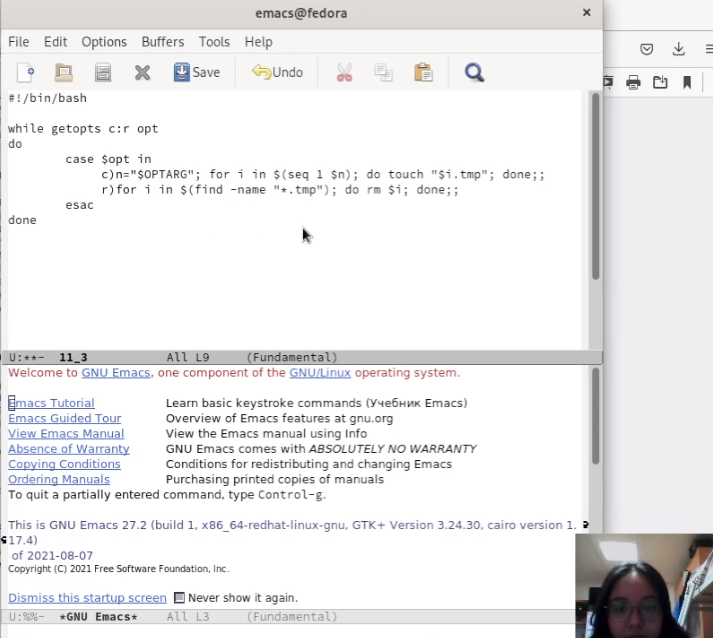 emacs@fedora ×
File Edit Options Buffers Tools Help
Save Undo
#!/bin/bash
while getopts c:r opt
do
case $opt in
c)n="$OPTARG"; for i in $(seq 1 $n); do touch "$i.tmp"; done;;
r)for i in $(find -name "*.tmp"); do rm $i; done;;
esac
done
U:**- 11_3 All L9 (Fundamental)
Welcome to GNU Emacs, one component of the GNU/Linux operating system.
Emacs Tutorial Learn basic keystroke commands (Учебник Emacs)
Emacs Guided Tour Overview of Emacs features at gnu.org
View Emacs Manual View the Emacs manual using Info
Absence of Warranty GNU Emacs comes with ABSOLUTELY NO WARRANTY
Copying Conditions Conditions for redistributing and changing Emacs
Ordering Manuals Purchasing printed copies of manuals
To quit a partially entered command, type Control-g.
This is GNU Emacs 27.2 (build 1, x86_64-redhat-linux-gnu, GTK+ Version 3.24.30, cairo version 1.
17.4)
of 2021-08-07
Copyright (C) 2021 Free Software Foundation, Inc.
Dismiss this startup screen Never show it again.
U:%%- *GNU Emacs* All L3 (Fundamental)